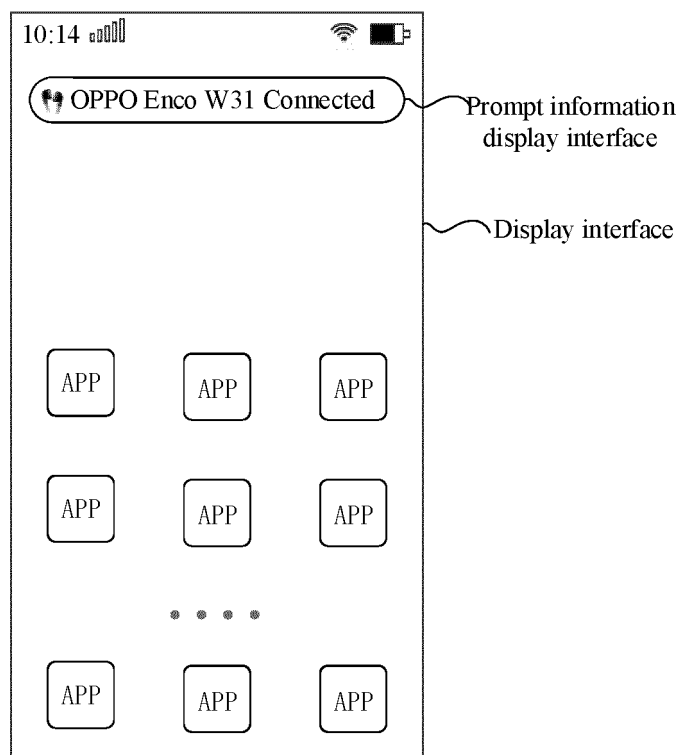 10:14
OPPO Enco W31 Connected
Prompt information
display interface
Display interface
APP APP APP
APP APP APP
APP APP APP